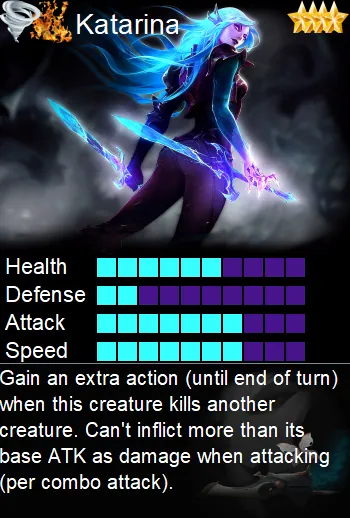 Katarina
Health
Defense
Attack
Speed
Gain an extra action (until end of turn)
when this creature kills another
creature. Can't inflict more than its
base ATK as damage when attacking
(per combo attack).